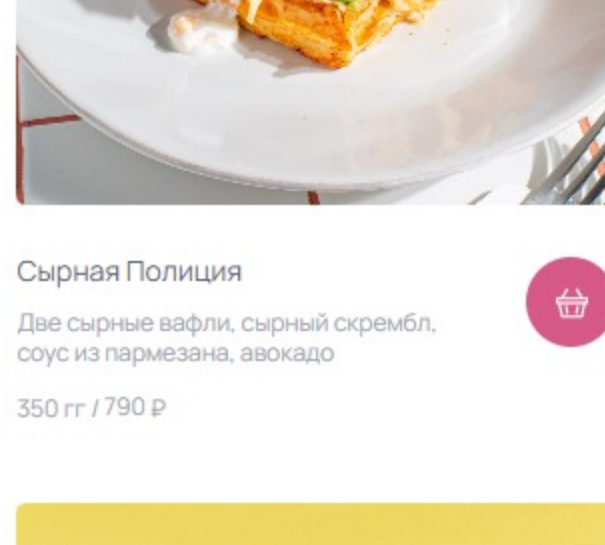 Сырная Полиция
Две сырные вафли, сырный скрембл,
соус из пармезана, авокадо
350 гг / 790 ₽